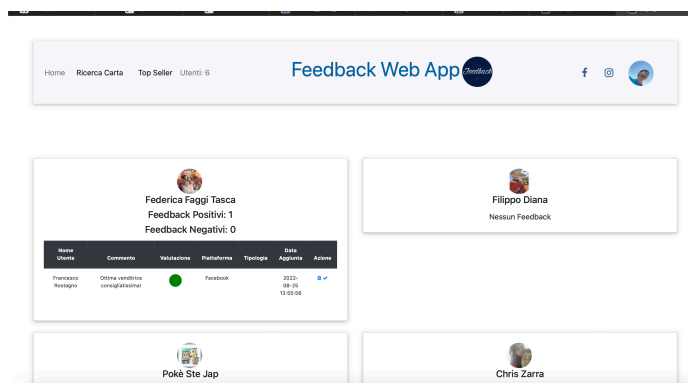 Home Ricerca Carta Top Seller Utenti: 6
Feedback Web App
Feedback
Federica Faggi Tasca
Feedback Positivi: 1
Feedback Negativi: 0
Nome Utente Commento Valutazione Piattaforma Tipologia Data Aggiunta Azione
Francesco Rostagno Ottima venditrice consigliatissima! Facebook 2022-08-25 13:55:56
Filippo Diana
Nessun Feedback
Pokè Ste Jap
Chris Zarra